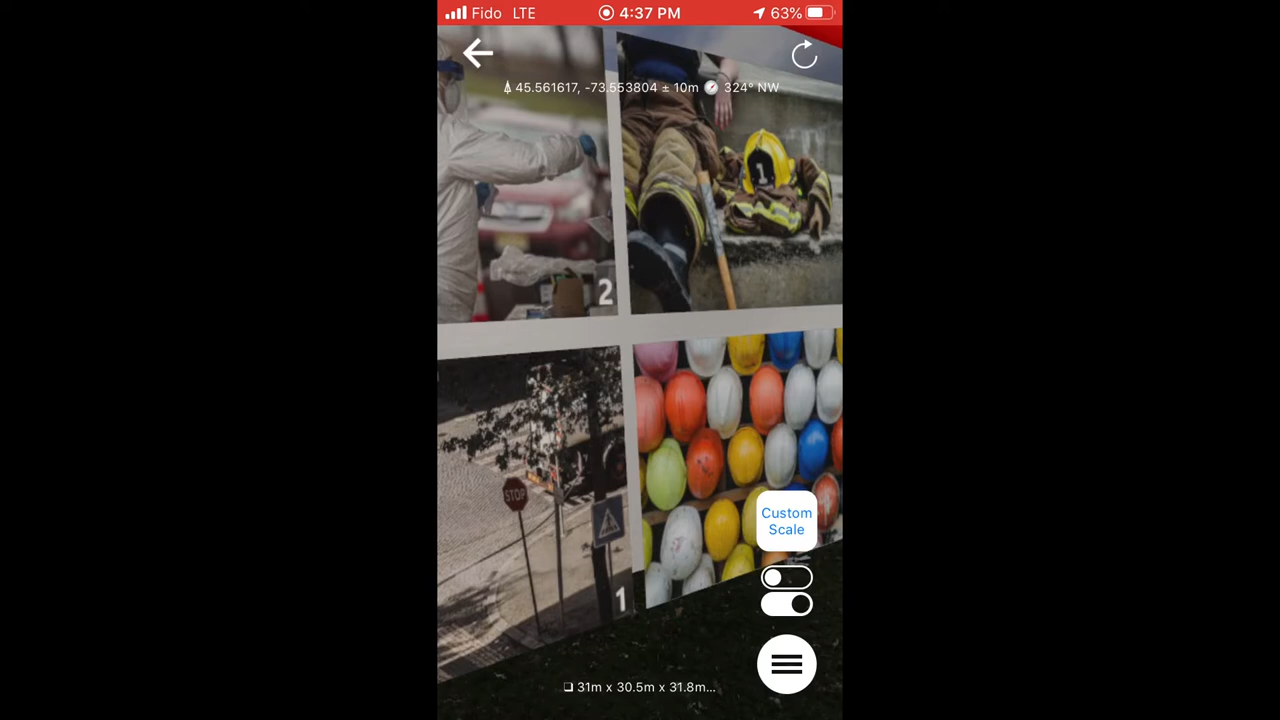 Fido LTE 4:37 PM 63%
45.561617, -73.553804 ± 10m 324° NW
1
2
STOP
Custom
Scale
1
31m x 30.5m x 31.8m...